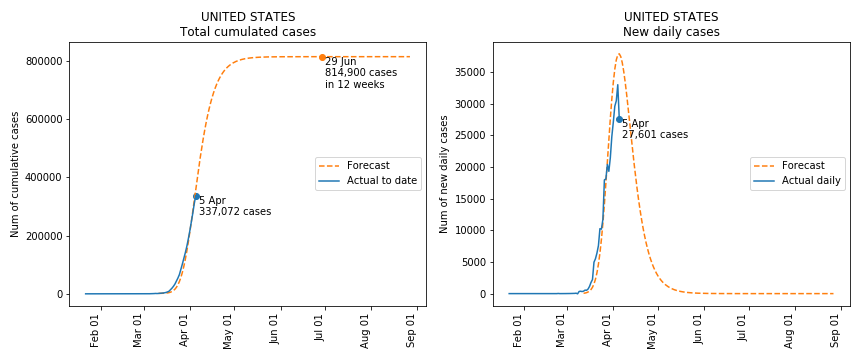 UNITED STATES
Total cumulated cases
Num of cumulative cases
800000
600000
400000
200000
0
29 Jun
814,900 cases
in 12 weeks
5 Apr
337,072 cases
Forecast
Actual to date
Feb 01
Mar 01
Apr 01
May 01
Jun 01
Jul 01
Aug 01
Sep 01
UNITED STATES
New daily cases
Num of new daily cases
35000
30000
25000
20000
15000
10000
5000
0
5 Apr
27,601 cases
Forecast
Actual daily
Feb 01
Mar 01
Apr 01
May 01
Jun 01
Jul 01
Aug 01
Sep 01